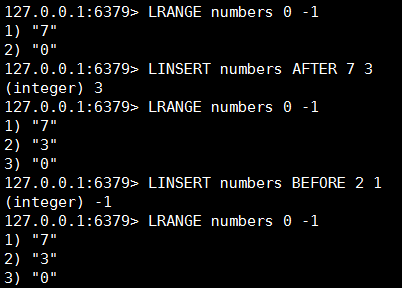 127.0.0.1:6379> LRANGE numbers 0 -1
1) "7"
2) "0"
127.0.0.1:6379> LINSERT numbers AFTER 7 3
(integer) 3
127.0.0.1:6379> LRANGE numbers 0 -1
1) "7"
2) "3"
3) "0"
127.0.0.1:6379> LINSERT numbers BEFORE 2 1
(integer) -1
127.0.0.1:6379> LRANGE numbers 0 -1
1) "7"
2) "3"
3) "0"